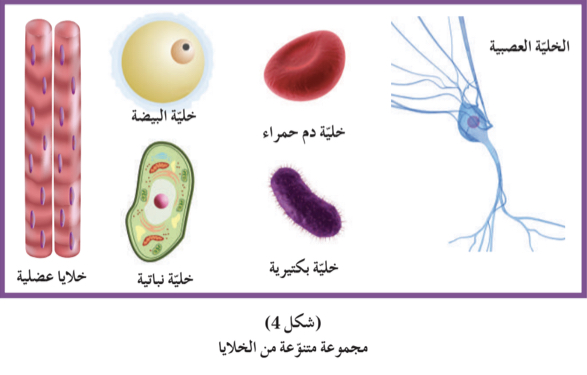 الخليّة العصبية
خليّة دم حمراء
خليّة البيضة
خليّة بكتيرية
خليّة نباتية
خلايا عضلية
(شكل 4)
مجموعة متنوّعة من الخلايا